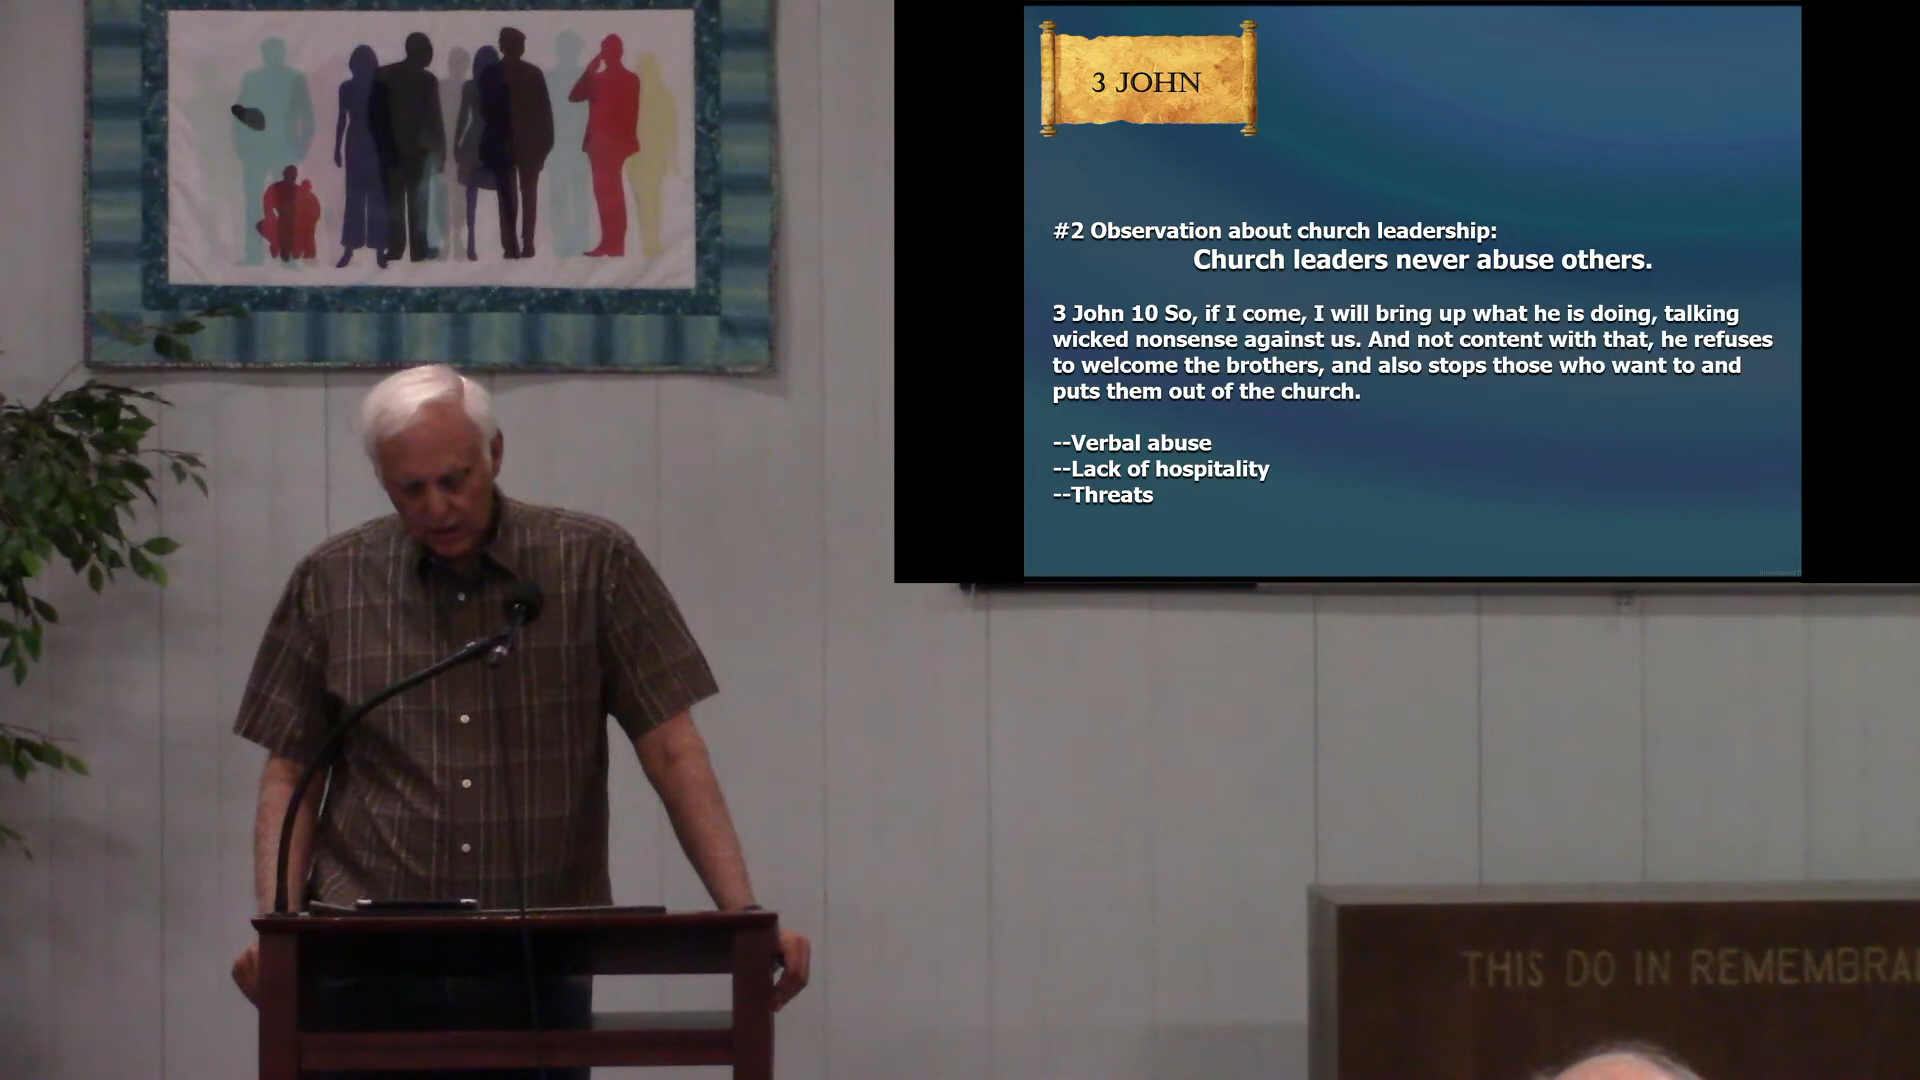 3 JOHN
#2 Observation about church leadership:
Church leaders never abuse others.
3 John 10 So, if I come, I will bring up what he is doing, talking
wicked nonsense against us. And not content with that, he refuses
to welcome the brothers, and also stops those who want to and
puts them out of the church.
--Verbal abuse
--Lack of hospitality
--Threats
THIS DO IN